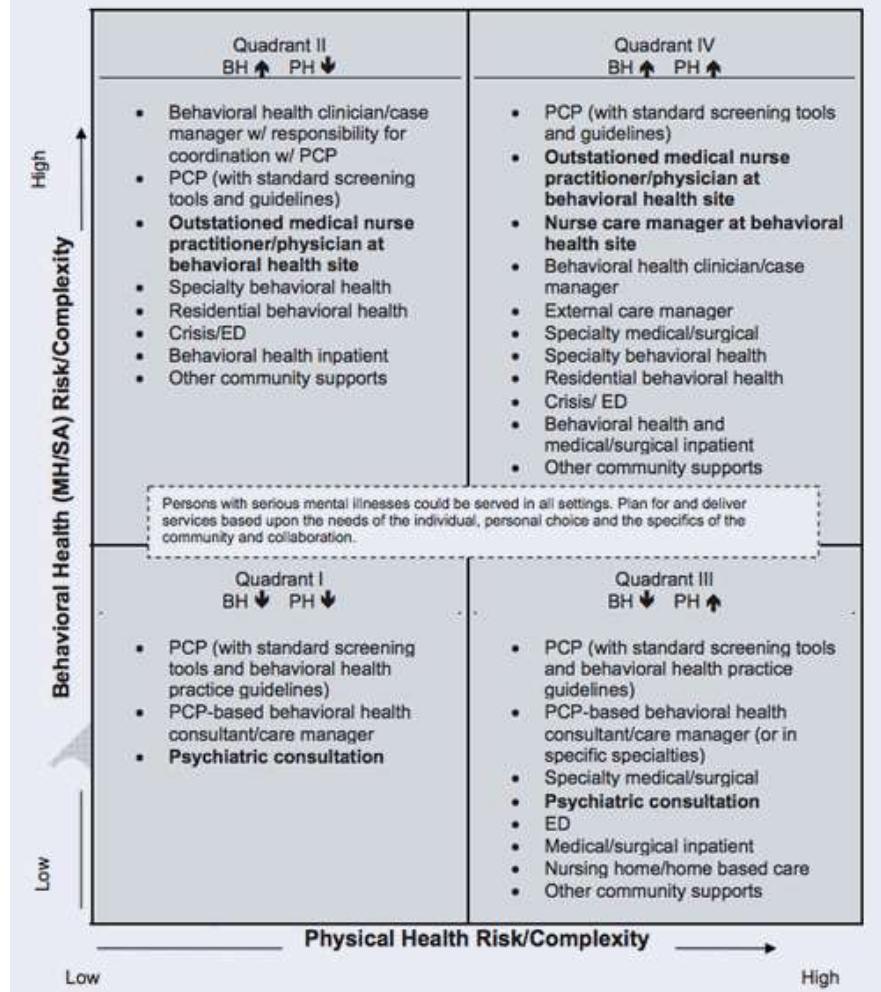 Quadrant II
BH ↑ PH ↓
• Behavioral health clinician/case
manager w/ responsibility for
coordination w/ PCP
• PCP (with standard screening
tools and guidelines)
• Outstationed medical nurse
practitioner/physician at
behavioral health site
• Specialty behavioral health
• Residential behavioral health
• Crisis/ED
• Behavioral health inpatient
• Other community supports
Quadrant IV
BH ↑ PH ↑
• PCP (with standard screening tools
and guidelines)
• Outstationed medical nurse
practitioner/physician at
behavioral health site
• Nurse care manager at behavioral
health site
• Behavioral health clinician/case
manager
• External care manager
• Specialty medical/surgical
• Specialty behavioral health
• Residential behavioral health
• Crisis/ ED
• Behavioral health and
medical/surgical inpatient
• Other community supports
Persons with serious mental illnesses could be served in all settings. Plan for and deliver
services based upon the needs of the individual, personal choice and the specifics of the
community and collaboration.
Quadrant I
BH ↓ PH ↓
• PCP (with standard screening
tools and behavioral health
practice guidelines)
• PCP-based behavioral health
consultant/care manager
• Psychiatric consultation
Quadrant III
BH ↓ PH ↑
• PCP (with standard screening tools
and behavioral health practice
guidelines)
• PCP-based behavioral health
consultant/care manager (or in
specific specialties)
• Specialty medical/surgical
• Psychiatric consultation
• ED
• Medical/surgical inpatient
• Nursing home/home based care
• Other community supports
High
Behavioral Health (MH/SA) Risk/Complexity
Low
Physical Health Risk/Complexity
Low
High